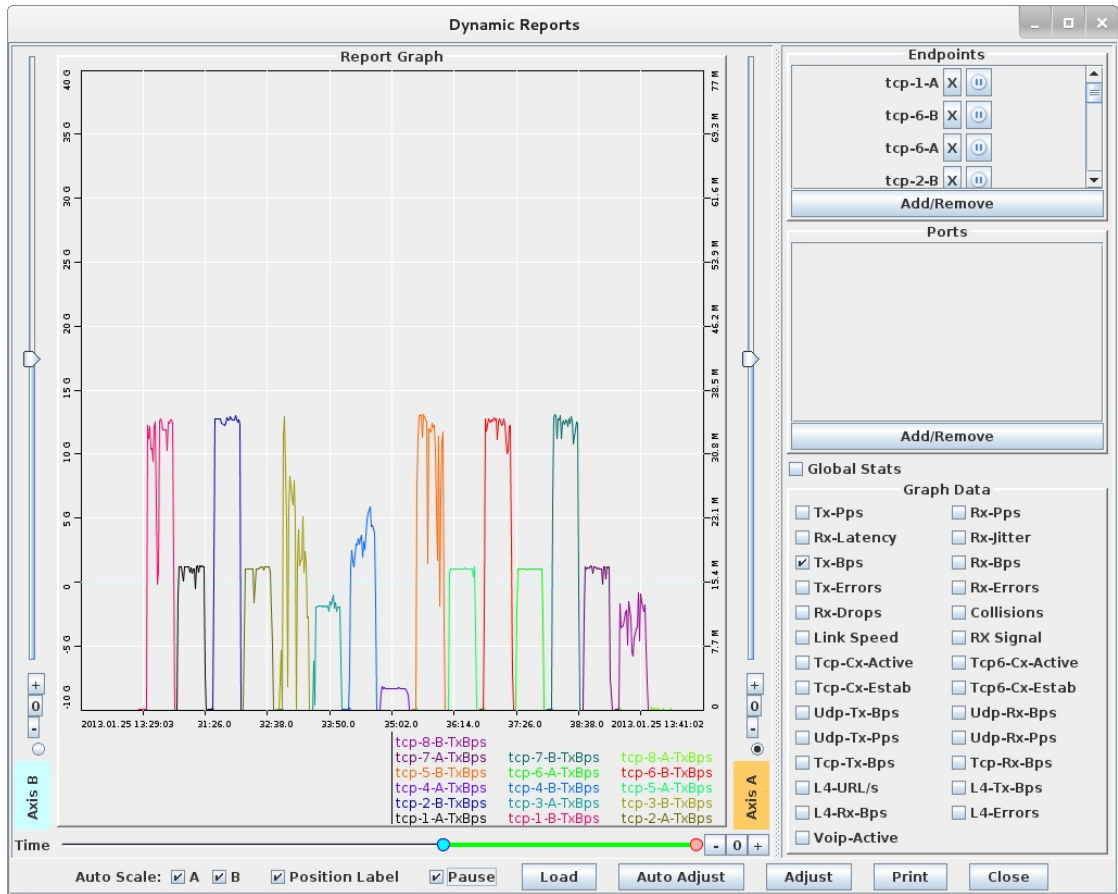 Dynamic Reports
Report Graph
40 G
35 G
30 G
25 G
20 G
15 G
10 G
5 G
0
-5 G
-10 G
77 M
69.3 M
61.6 M
53.9 M
46.2 M
38.5 M
30.8 M
23.1 M
15.4 M
7.7 M
0
2013.01.25 13:29:03 31:26.0 32:38.0 33:50.0 35:02.0 36:14.0 37:26.0 38:38.0 2013.01.25 13:41:02
tcp-8-B-TxBps
tcp-7-A-TxBps tcp-7-B-TxBps tcp-8-A-TxBps
tcp-5-B-TxBps tcp-6-A-TxBps tcp-6-B-TxBps
tcp-4-A-TxBps tcp-4-B-TxBps tcp-5-A-TxBps
tcp-2-B-TxBps tcp-3-A-TxBps tcp-3-B-TxBps
tcp-1-A-TxBps tcp-1-B-TxBps tcp-2-A-TxBps
+
0
-
Axis B
+
0
-
Axis A
Time - 0 +
Endpoints
tcp-1-A X
tcp-6-B X
tcp-6-A X
tcp-2-B X
Add/Remove
Ports
Add/Remove
Global Stats
Graph Data
Tx-Pps Rx-Pps
Rx-Latency Rx-Jitter
Tx-Bps Rx-Bps
Tx-Errors Rx-Errors
Rx-Drops Collisions
Link Speed RX Signal
Tcp-Cx-Active Tcp6-Cx-Active
Tcp-Cx-Estab Tcp6-Cx-Estab
Udp-Tx-Bps Udp-Rx-Bps
Udp-Tx-Pps Udp-Rx-Pps
Tcp-Tx-Bps Tcp-Rx-Bps
L4-URL/s L4-Tx-Bps
L4-Rx-Bps L4-Errors
Voip-Active
Auto Scale: A B Position Label Pause Load Auto Adjust Adjust Print Close